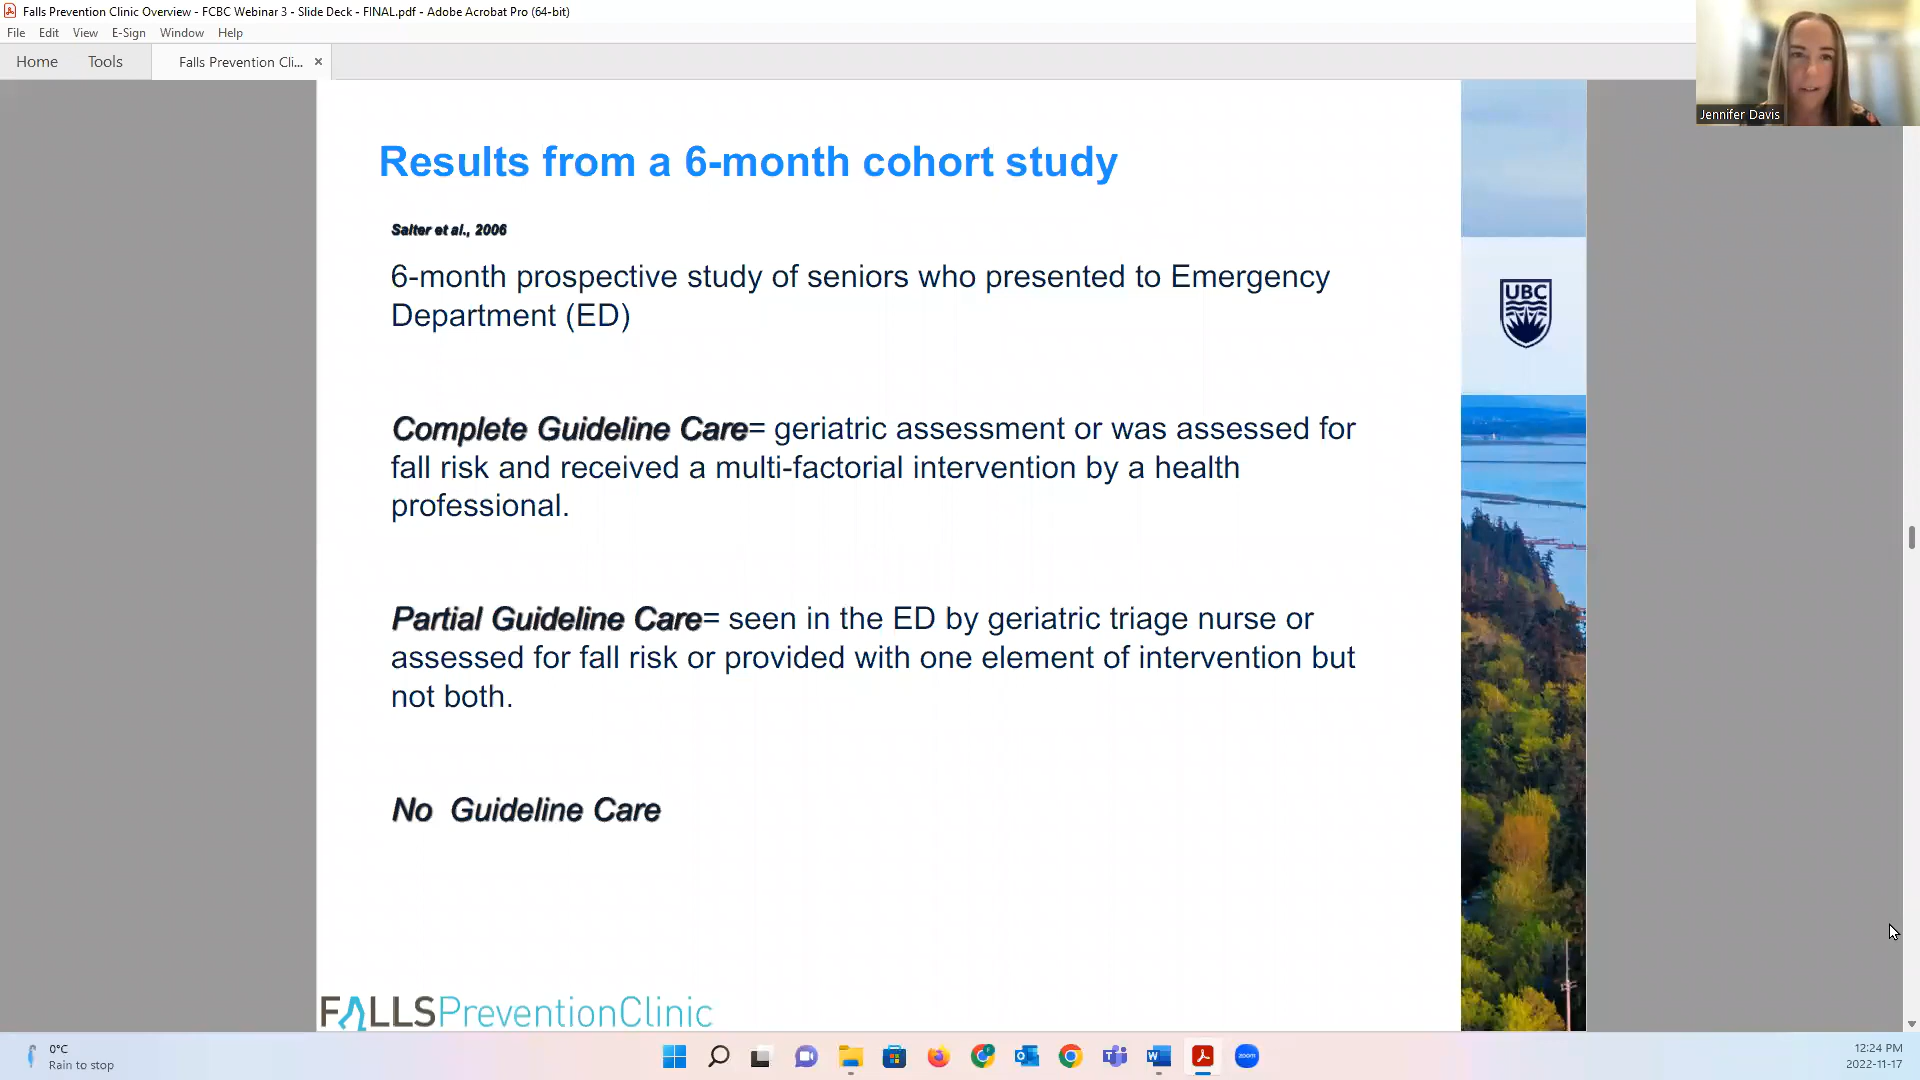 Falls Prevention Clinic Overview - FCBC Webinar 3 - Slide Deck - FINAL.pdf - Adobe Acrobat Pro (64-bit)
File Edit View E-Sign Window Help
Home Tools Falls Prevention Cli... ×
Jennifer Davis
Results from a 6-month cohort study
Salter et al., 2006
6-month prospective study of seniors who presented to Emergency
Department (ED)
UBC
Complete Guideline Care= geriatric assessment or was assessed for
fall risk and received a multi-factorial intervention by a health
professional.
Partial Guideline Care= seen in the ED by geriatric triage nurse or
assessed for fall risk or provided with one element of intervention but
not both.
No Guideline Care
FALLSPreventionClinic
0°C
Rain to stop
zoom
12:24 PM
2022-11-17